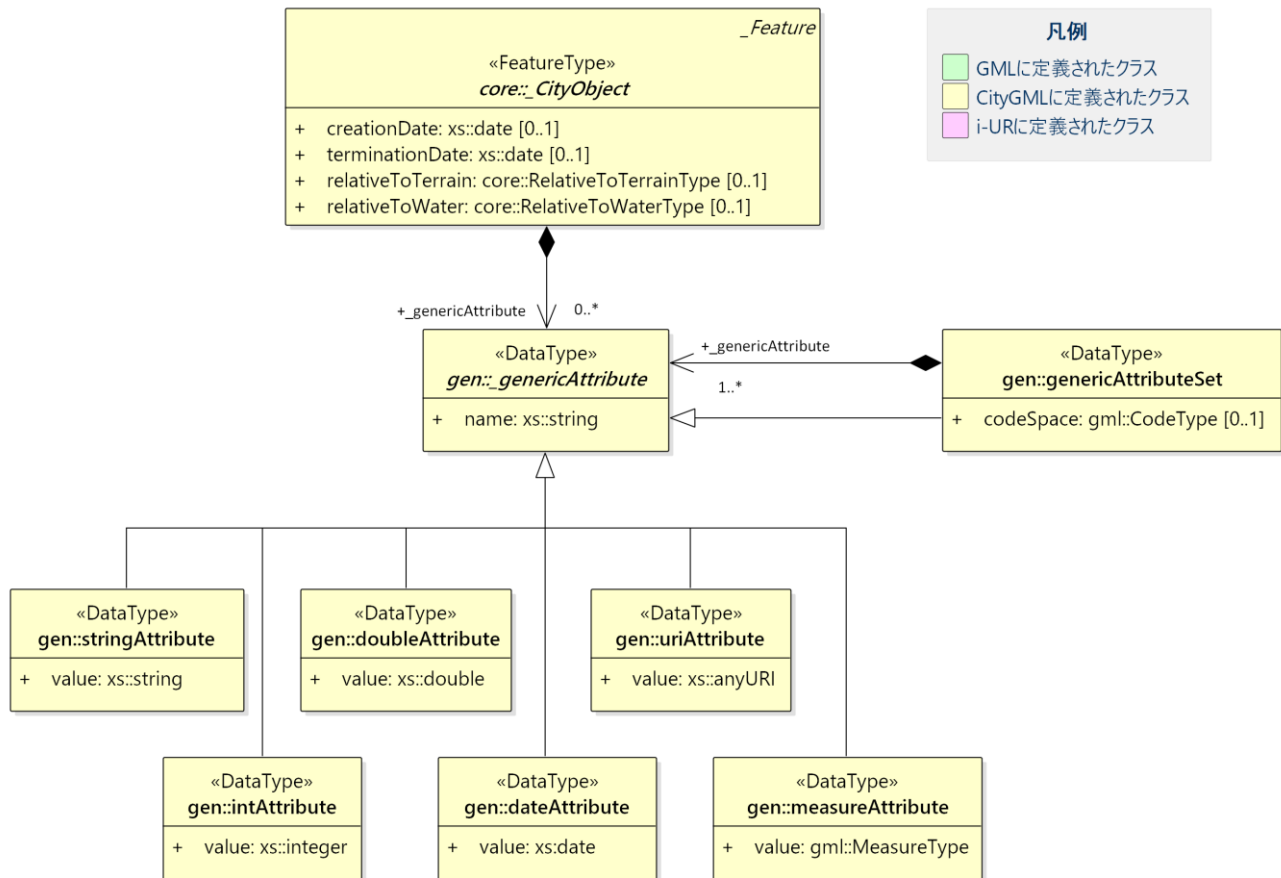 _Feature
«FeatureType»
core::_CityObject
+ creationDate: xs::date [0..1]
+ terminationDate: xs::date [0..1]
+ relativeToTerrain: core::RelativeToTerrainType [0..1]
+ relativeToWater: core::RelativeToWaterType [0..1]
凡例
GMLに定義されたクラス
CityGMLに定義されたクラス
i-URに定義されたクラス
+_genericAttribute 0..*
«DataType»
gen::_genericAttribute
+ name: xs::string
+_genericAttribute
1..*
«DataType»
gen::genericAttributeSet
+ codeSpace: gml::CodeType [0..1]
«DataType»
gen::stringAttribute
+ value: xs::string
«DataType»
gen::doubleAttribute
+ value: xs::double
«DataType»
gen::uriAttribute
+ value: xs::anyURI
«DataType»
gen::intAttribute
+ value: xs::integer
«DataType»
gen::dateAttribute
+ value: xs:date
«DataType»
gen::measureAttribute
+ value: gml::MeasureType